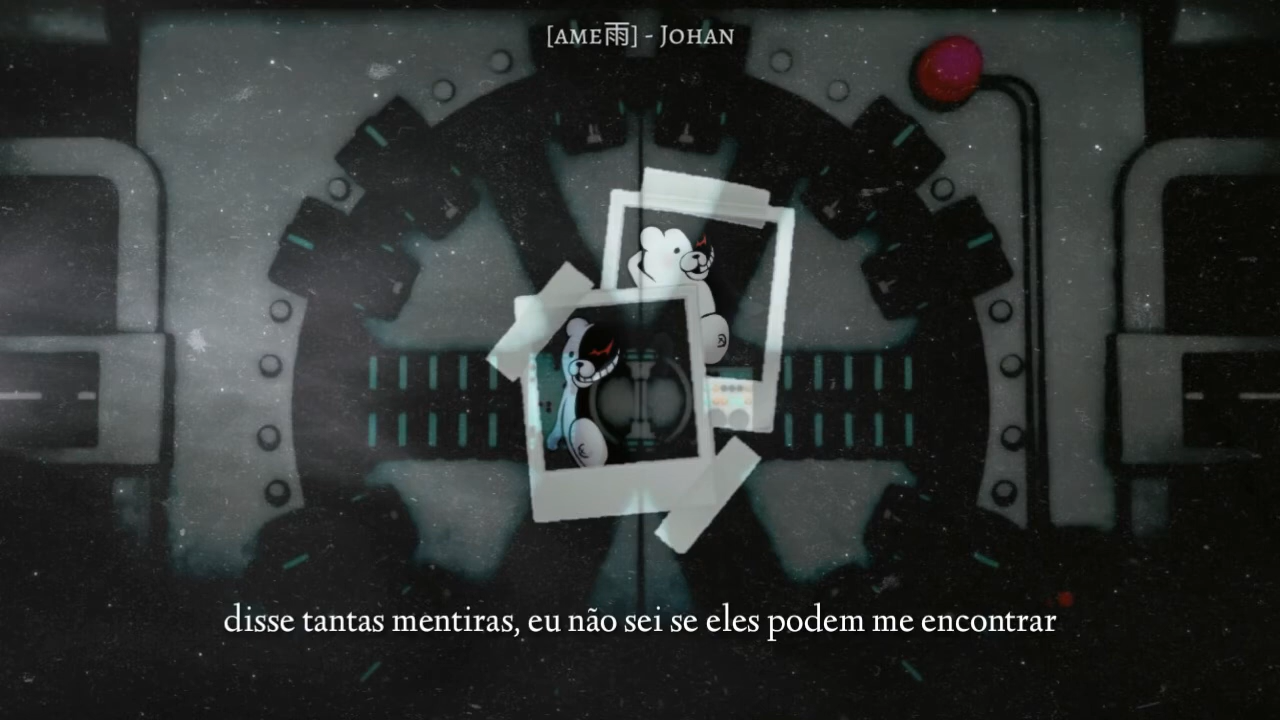 [AME雨] - JOHAN
disse tantas mentiras, eu não sei se eles podem me encontrar